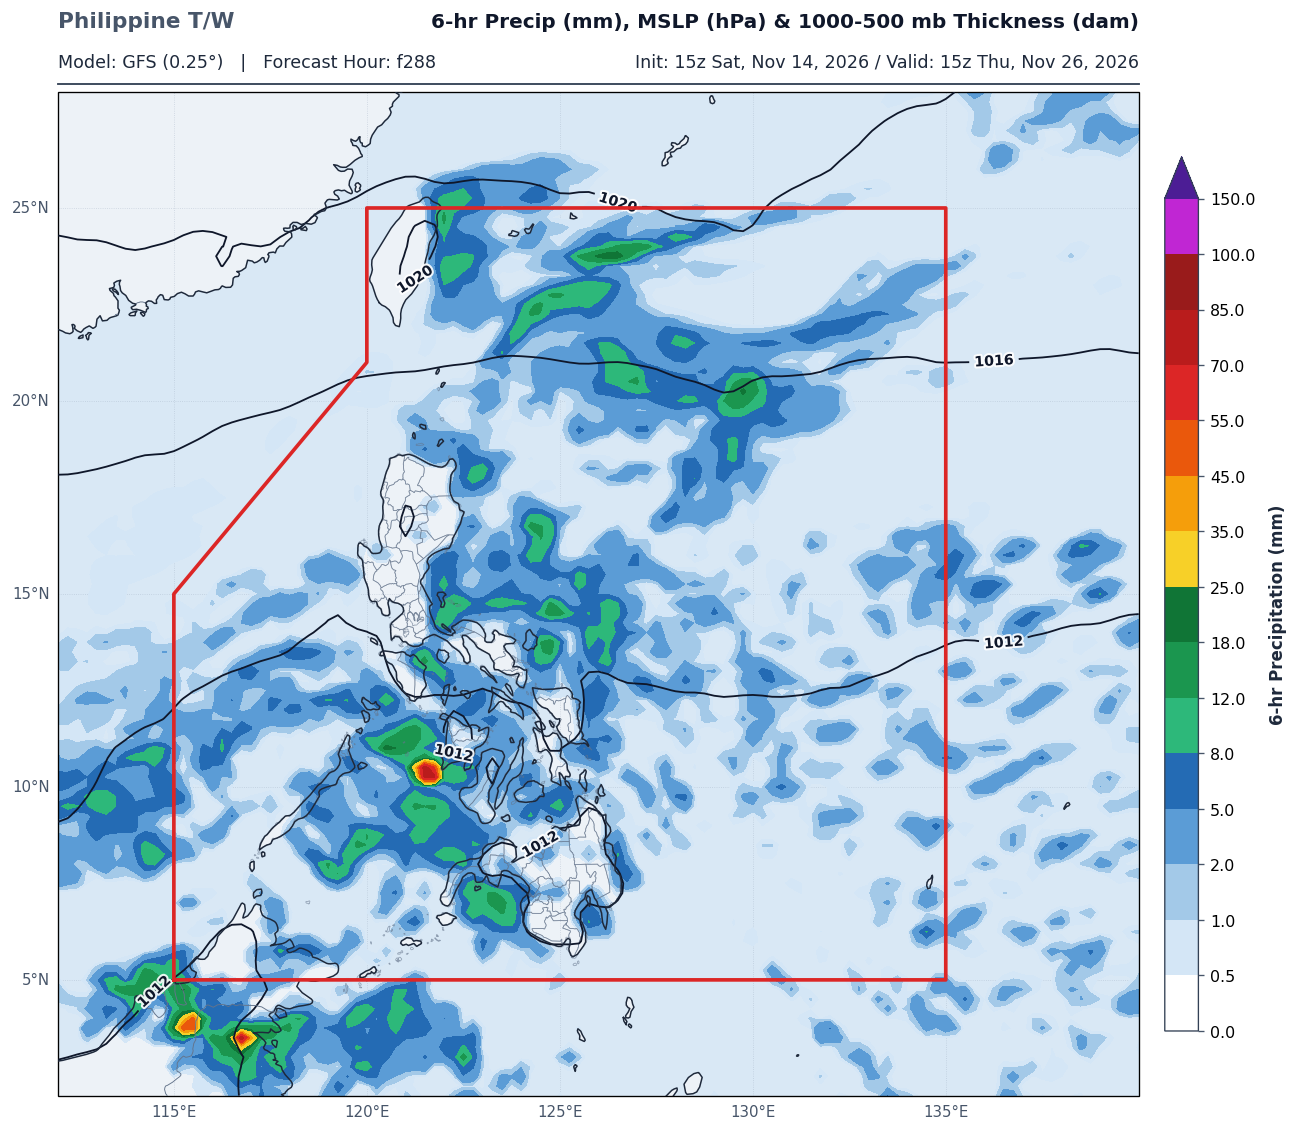 Philippine T/W
6-hr Precip (mm), MSLP (hPa) & 1000-500 mb Thickness (dam)
Model: GFS (0.25°) | Forecast Hour: f288
Init: 15z Sat, Nov 14, 2026 / Valid: 15z Thu, Nov 26, 2026
25°N
20°N
15°N
10°N
5°N
115°E
120°E
125°E
130°E
135°E
1020
1020
1016
1012
1012
1012
1012
150.0
100.0
85.0
70.0
55.0
45.0
35.0
25.0
18.0
12.0
8.0
5.0
2.0
1.0
0.5
0.0
6-hr Precipitation (mm)